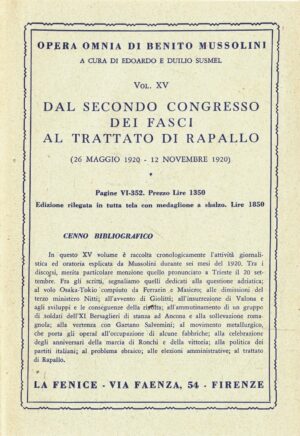 OPERA OMNIA DI BENITO MUSSOLINI
A CURA DI EDOARDO E DUILIO SUSMEL
VOL. XV
DAL SECONDO CONGRESSO
DEI FASCI
AL TRATTATO DI RAPALLO
(26 MAGGIO 1920 - 12 NOVEMBRE 1920)
*
Pagine VI-352. Prezzo Lire 1350
Edizione rilegata in tutta tela con medaglione a sbalzo. Lire 1850
CENNO BIBLIOGRAFICO
In questo XV volume è raccolta cronologicamente l'attività giornali-
stica ed oratoria esplicata da Mussolini durante sei mesi del 1920. Tra i
discorsi, merita particolare menzione quello pronunciato a Trieste il 20 set-
tembre. Fra gli scritti, segnaliamo quelli dedicati alla questione adriatica;
al volo Osaka-Tokio compiuto da Ferrarin e Masiero; alle dimissioni del
terzo ministero Nitti; all'avvento di Giolitti; all'insurrezione di Valona e
agli sviluppi e le conseguenze della rivolta; all'ammutinamento di un gruppo
di soldati dell'XI Bersaglieri di stanza ad Ancona e alla sollevazione roma-
gnola; alla vertenza con Gaetano Salvemini; al movimento metallurgico,
che porta gli operai all'occupazione di alcune fabbriche; alla celebrazione
degli anniversari della marcia di Ronchi e della vittoria; alla politica dei
partiti italiani; al problema ebraico; alle elezioni amministrative; al trattato
di Rapallo.
LA FENICE - VIA FAENZA, 54 - FIRENZE